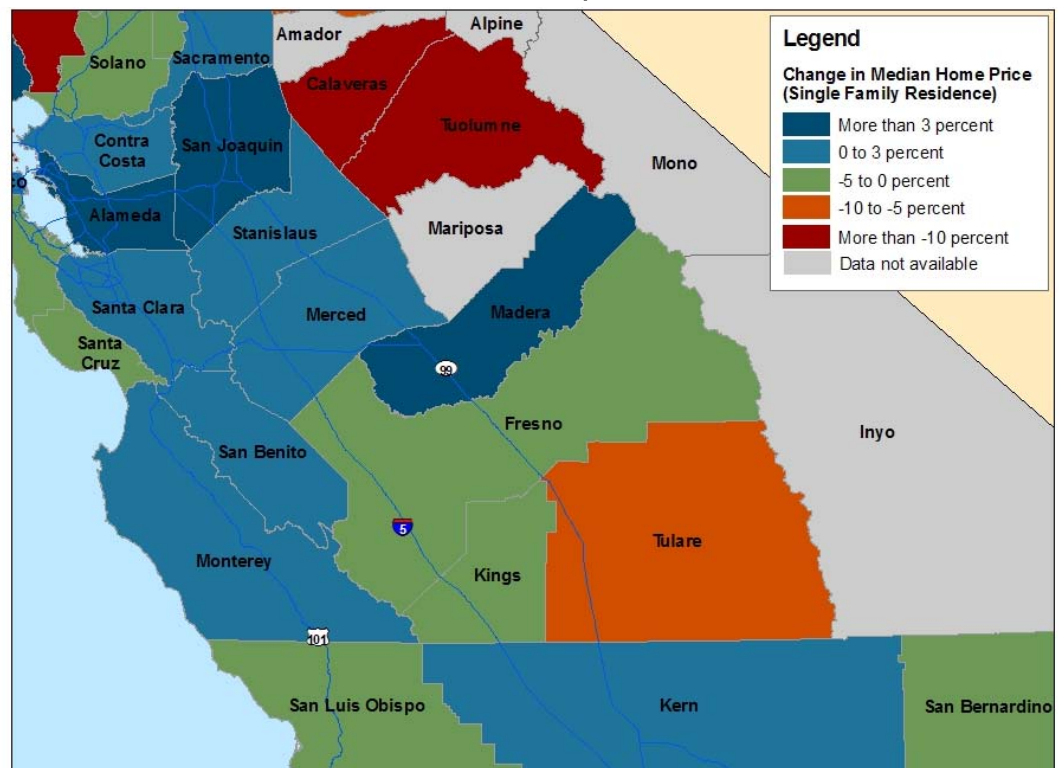 Alpine
Amador
Solano
Sacramento
Calaveras
Tuolumne
Contra
Costa
San Joaquin
Mono
co
Alameda
Stanislaus
Mariposa
Santa Clara
Merced
Madera
Santa
Cruz
99
Fresno
Inyo
San Benito
5
Tulare
Monterey
Kings
101
San Luis Obispo
Kern
San Bernardino
Legend
Change in Median Home Price
(Single Family Residence)
More than 3 percent
0 to 3 percent
-5 to 0 percent
-10 to -5 percent
More than -10 percent
Data not available